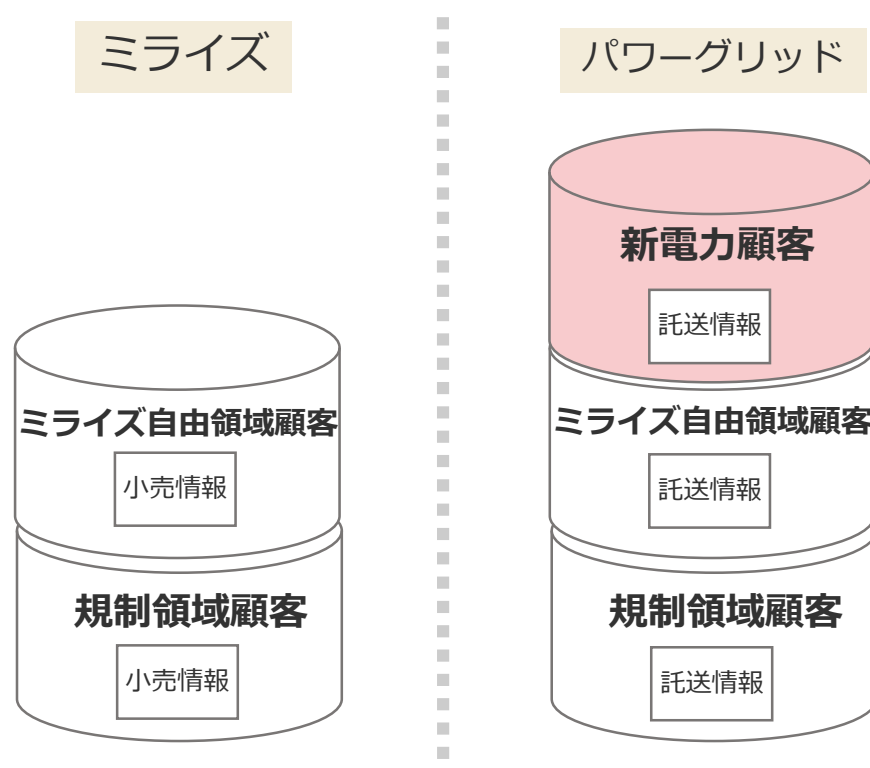 ミライズ
ミライズ自由領域顧客
小売情報
規制領域顧客
小売情報
パワーグリッド
新電力顧客
託送情報
ミライズ自由領域顧客
託送情報
規制領域顧客
託送情報